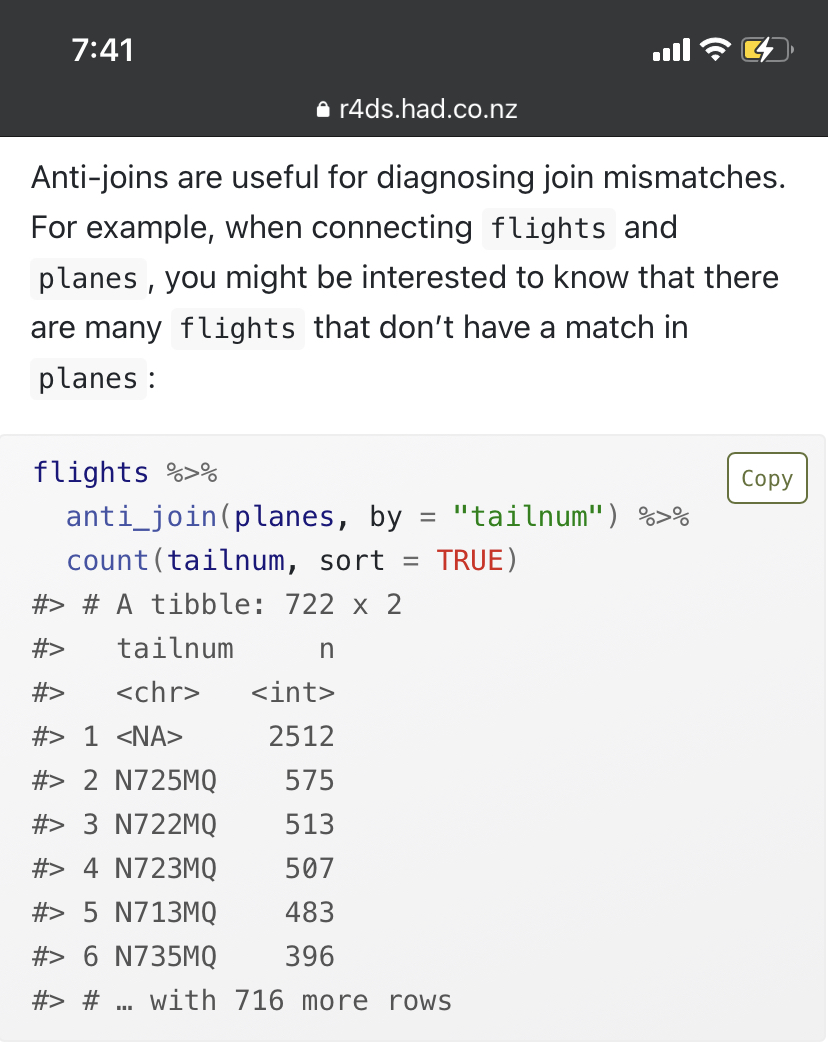 7:41
r4ds.had.co.nz
Anti-joins are useful for diagnosing join mismatches.
For example, when connecting flights and
planes, you might be interested to know that there
are many flights that don’t have a match in
planes:
Copy
flights %>%
  anti_join(planes, by = "tailnum") %>%
  count(tailnum, sort = TRUE)
#> # A tibble: 722 x 2
#>   tailnum     n
#>   <chr>   <int>
#> 1 <NA>     2512
#> 2 N725MQ    575
#> 3 N722MQ    513
#> 4 N723MQ    507
#> 5 N713MQ    483
#> 6 N735MQ    396
#> # … with 716 more rows